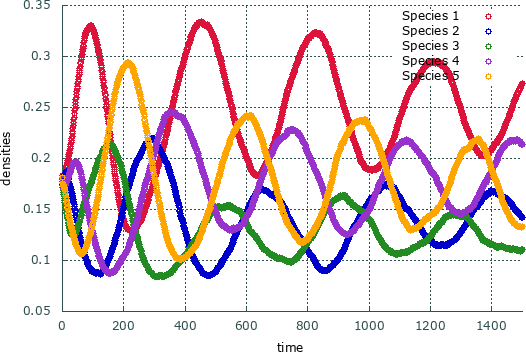 0.35
0.3
0.25
0.2
0.15
0.1
0.05
densities
Species 1
Species 2
Species 3
Species 4
Species 5
0 200 400 600 800 1000 1200 1400
time